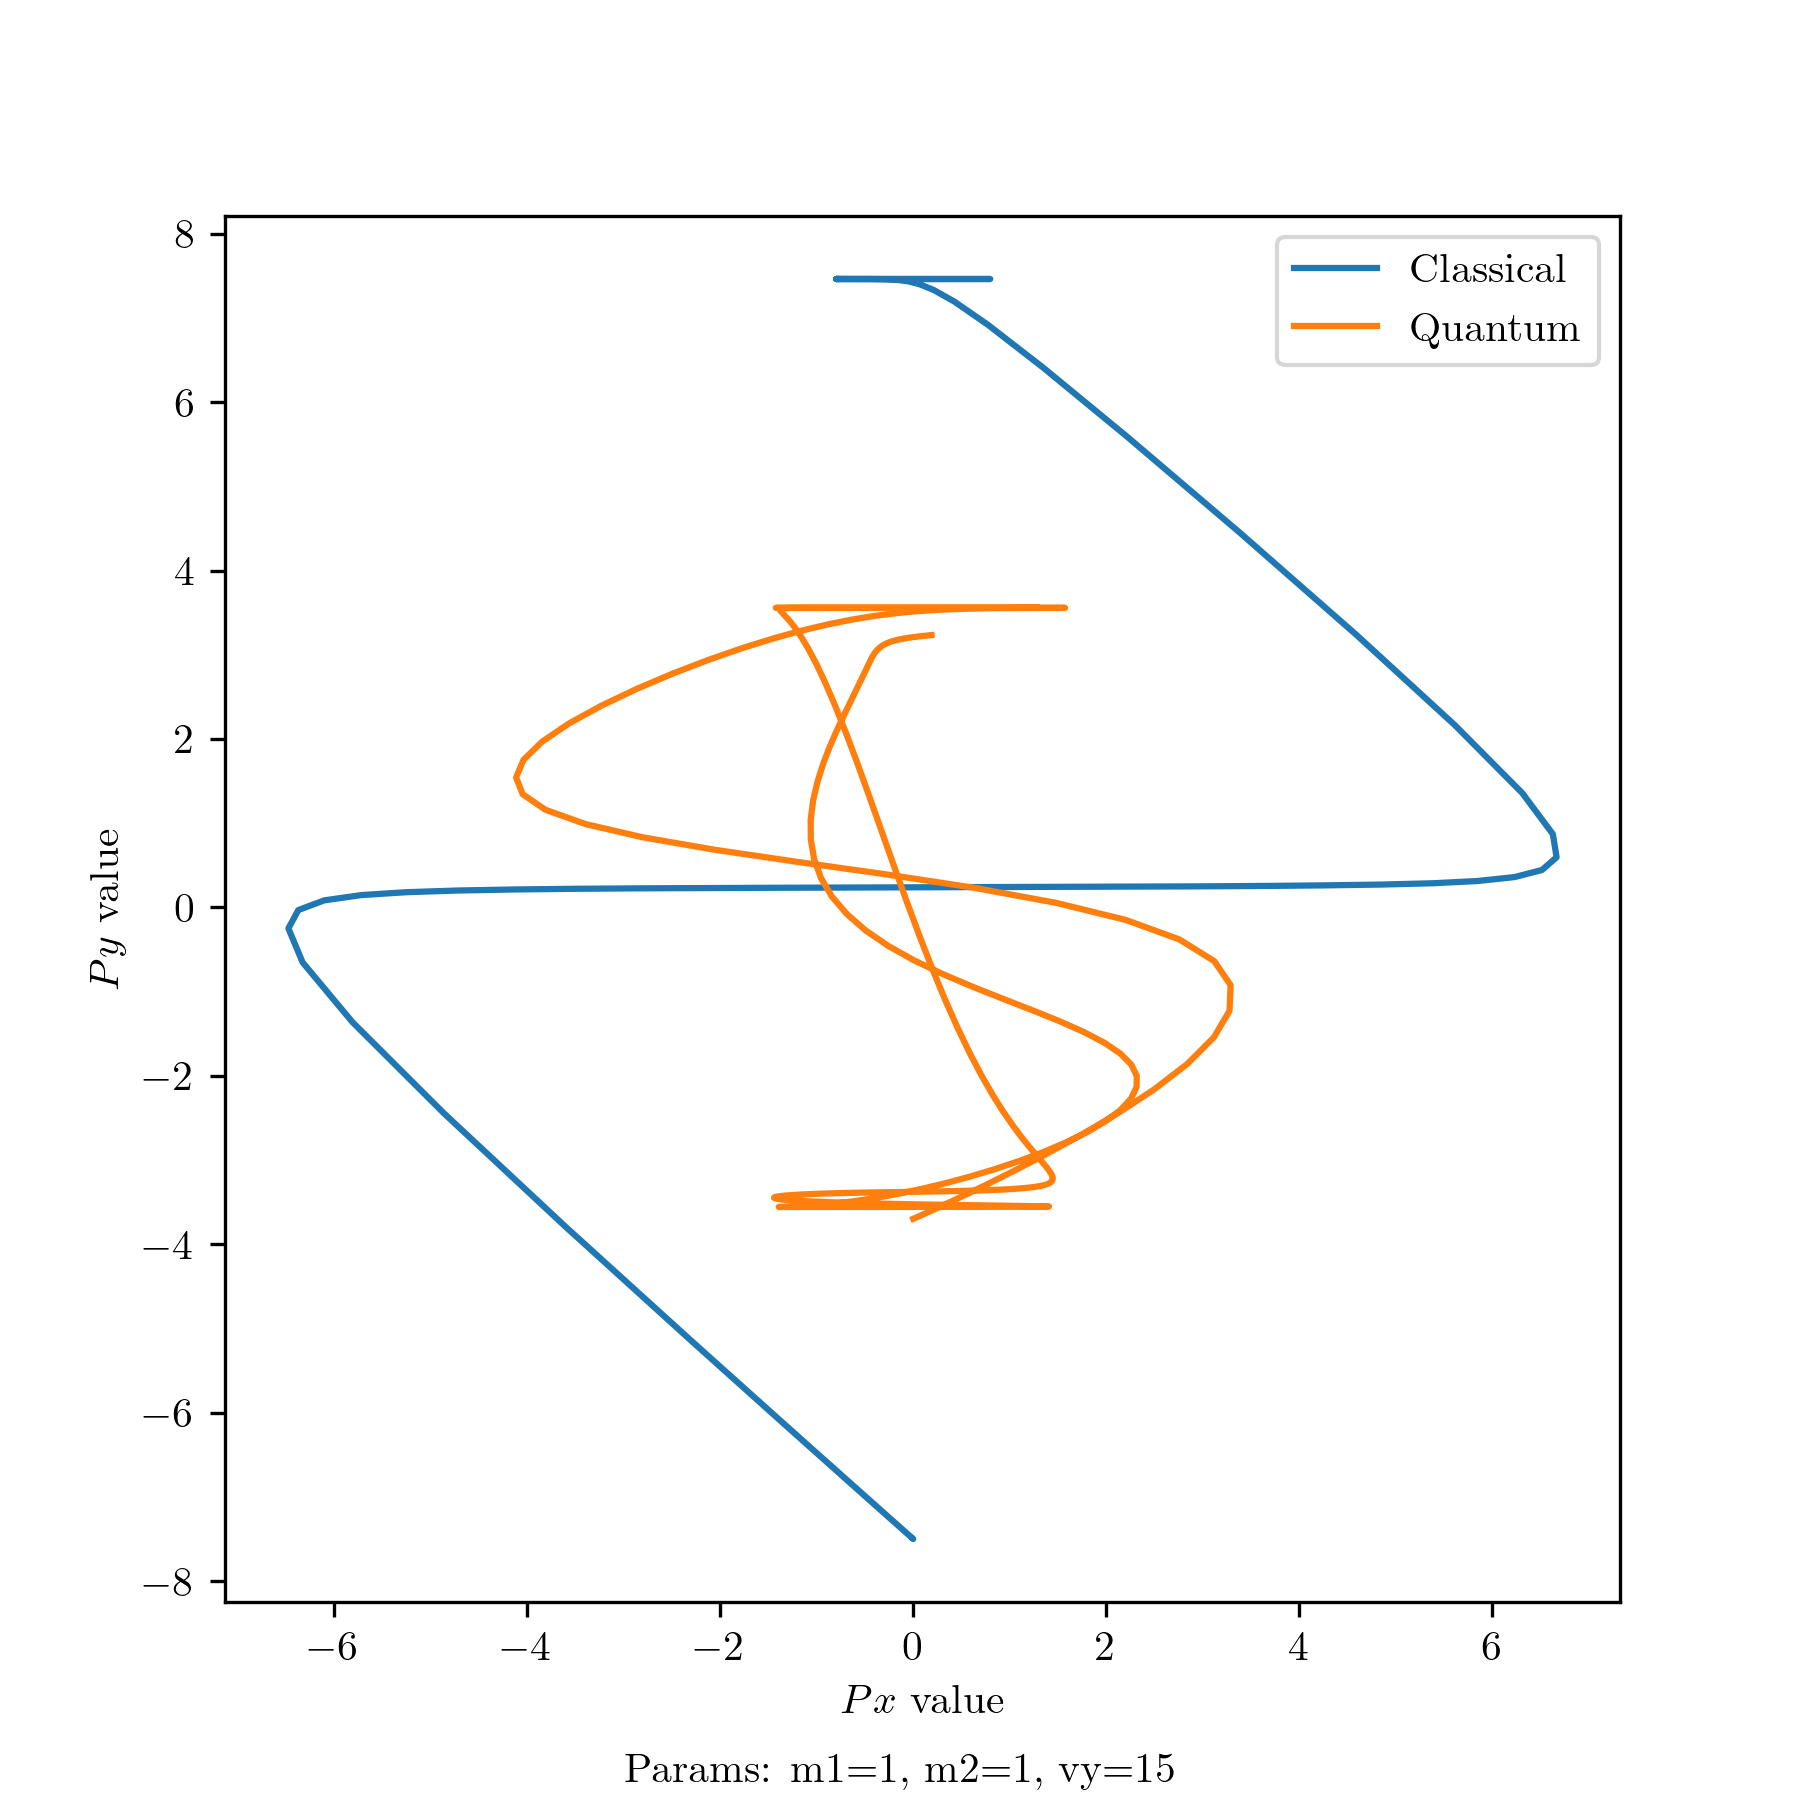 Classical
Quantum
8
6
4
2
0
−2
−4
−6
−8
Py value
−6 −4 −2 0 2 4 6
Px value
Params: m1=1, m2=1, vy=15